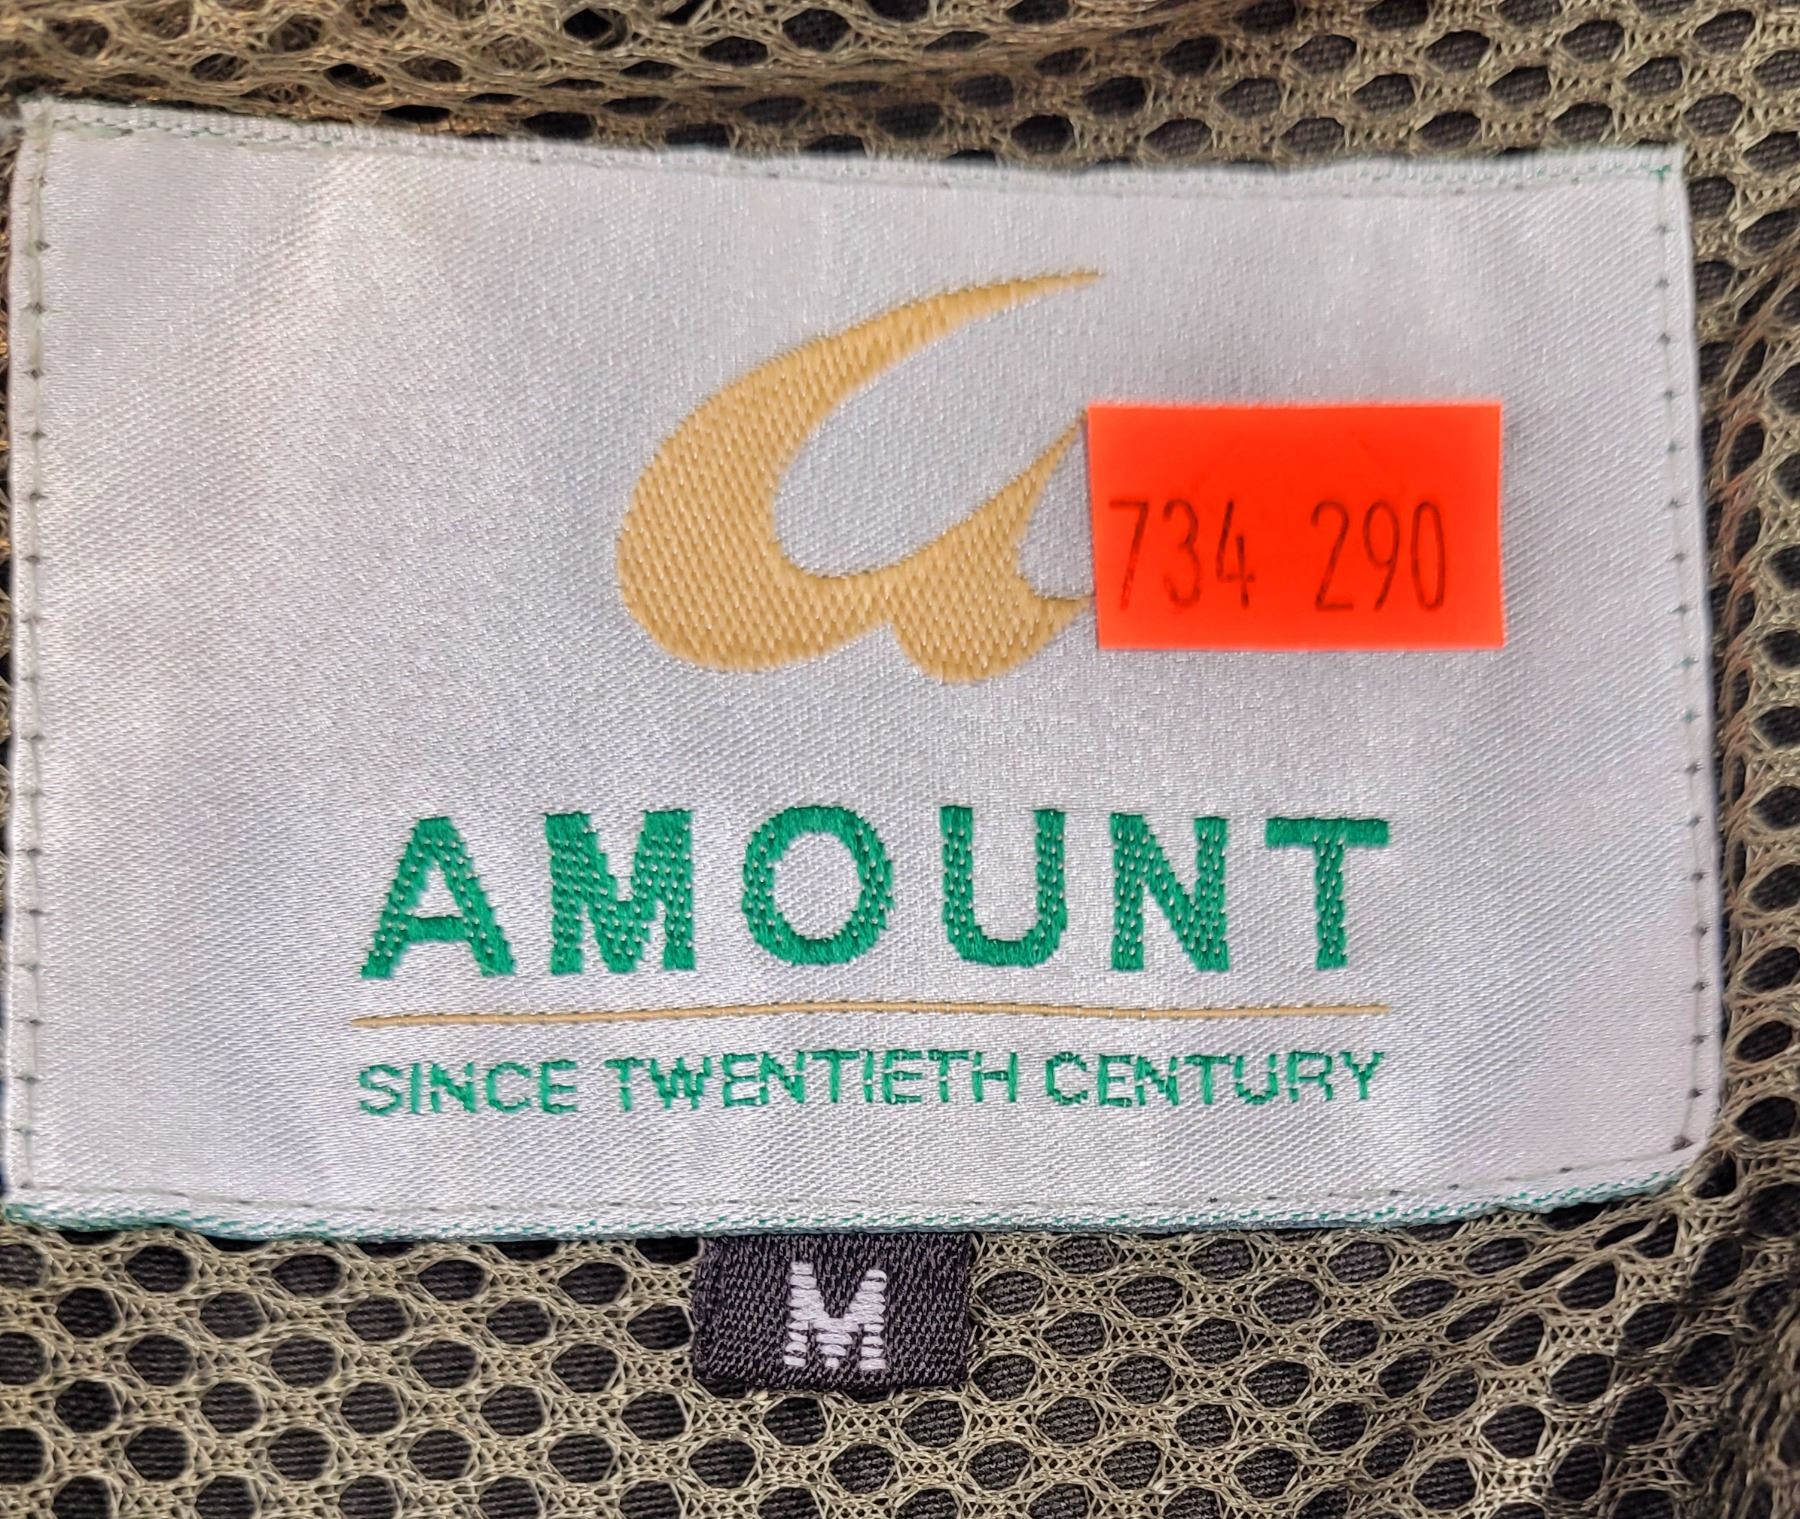 734 290
AMOUNT
SINCE TWENTIETH CENTURY
M